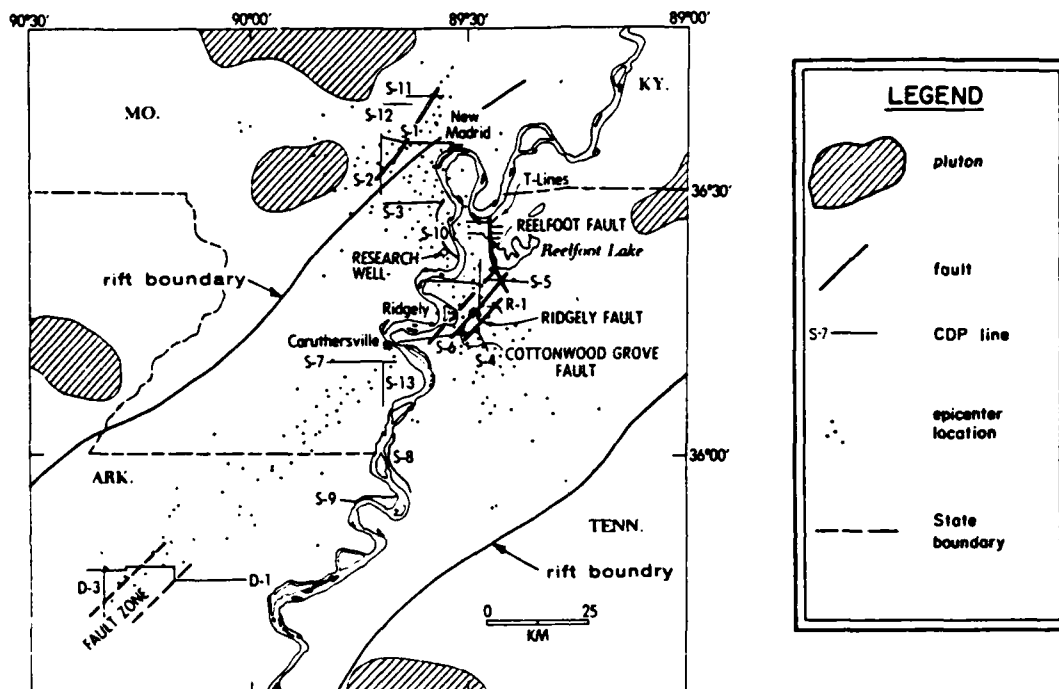 90°30'
90°00'
89°30'
89°00'
MO.
KY.
S-11
S-12
S-1
New
Madrid
S-2
T-Lines
36°30'
S-3
S-10
REELFOOT FAULT
Reelfoot Lake
RESEARCH
WELL
rift boundary
S-5
Ridgely
R-1
RIDGELY FAULT
Caruthersville
S-6
S-4
COTTONWOOD GROVE
FAULT
S-7
S-13
36°00'
S-8
ARK.
S-9
TENN.
rift boundry
D-3
D-1
FAULT ZONE
0 25
KM
LEGEND
pluton
fault
S-7 CDP line
epicenter
location
State
boundary